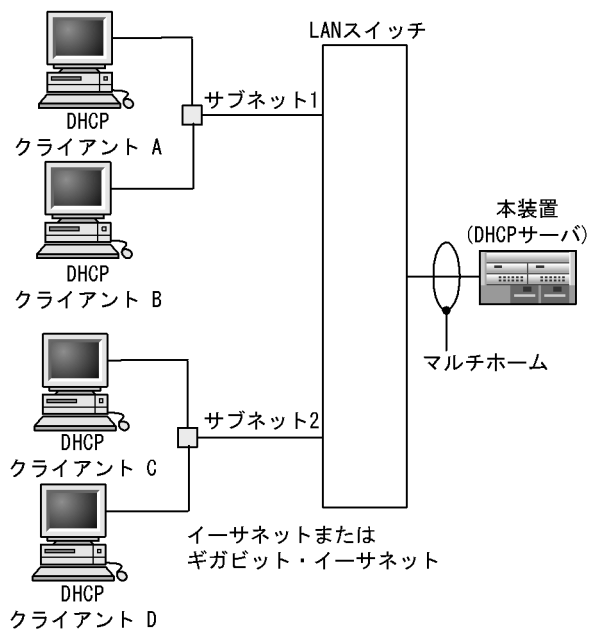 LANスイッチ
DHCP
クライアント A
サブネット1
DHCP
クライアント B
本装置
(DHCPサーバ)
マルチホーム
DHCP
クライアント C
サブネット2
DHCP
クライアント D
イーサネットまたは
ギガビット・イーサネット